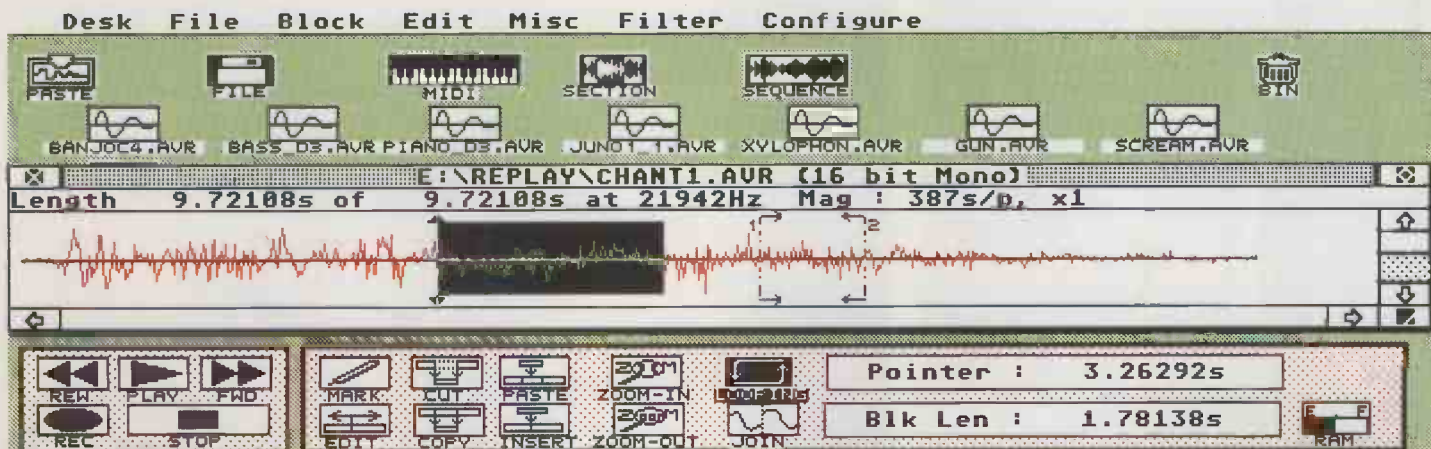 Desk File Block Edit Misc Filter Configure
PASTE FILE MIDI SECTION SEQUENCE BIN
BANJOC4.AVR BASS_D3.AVR PIANO_D3.AVR JUNO1_1.AVR XYLOPHON.AVR GUN.AVR SCREAM.AVR
E:\REPLAY\CHANT1.AVR (16 bit Mono)
Length 9.72108s of 9.72108s at 21942Hz Mag : 387s/p, x1
1 2
REW PLAY FWD MARK CUT PASTE ZOOM-IN LOOPING Pointer : 3.26292s
REC STOP EDIT COPY INSERT ZOOM-OUT JOIN Blk Len : 1.78138s E F RAM